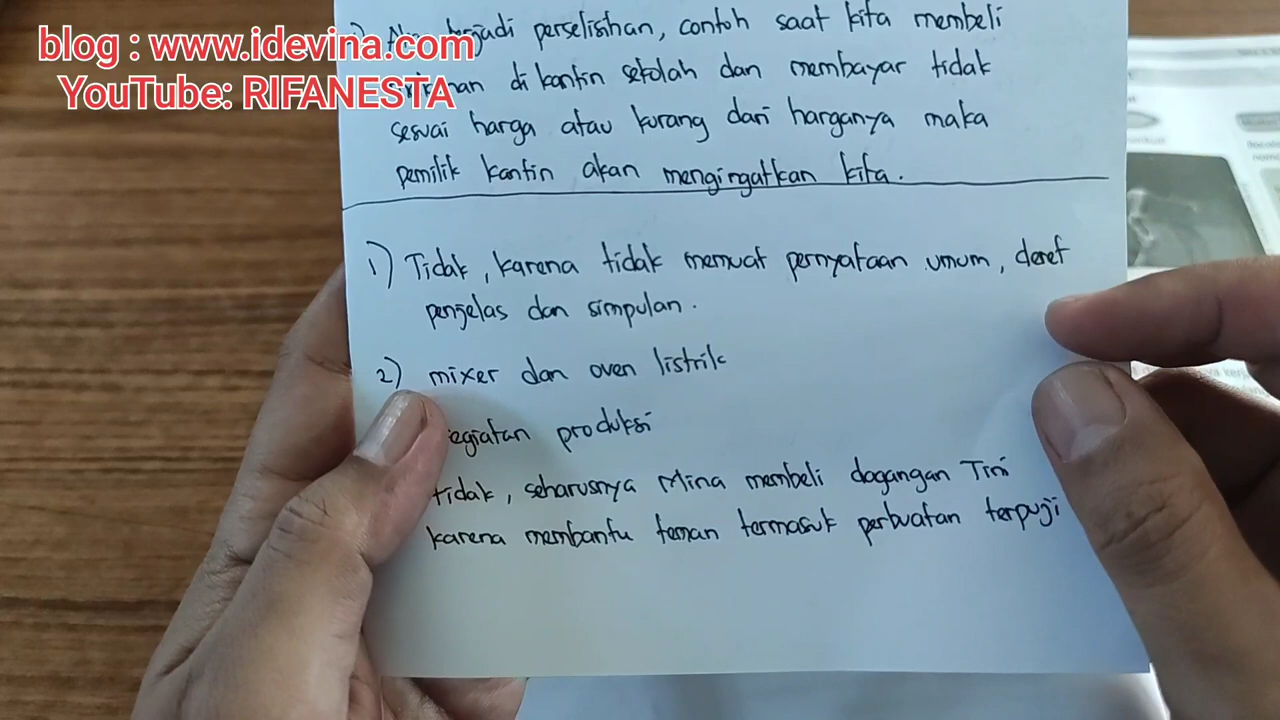 blog : www.idevina.com
YouTube: RIFANESTA
terjadi perselisihan, contoh saat kita membeli
di kantin sekolah dan membayar tidak
sesuai harga atau kurang dari harganya maka
pemilik kantin akan mengingatkan kita.
1) Tidak, karena tidak memuat pernyataan umum, deret
penjelas dan simpulan.
2) mixer dan oven listrik
egiatan produksi
tidak, seharusnya Mina membeli dagangan Tini
karena membantu teman termasuk perbuatan terpuji